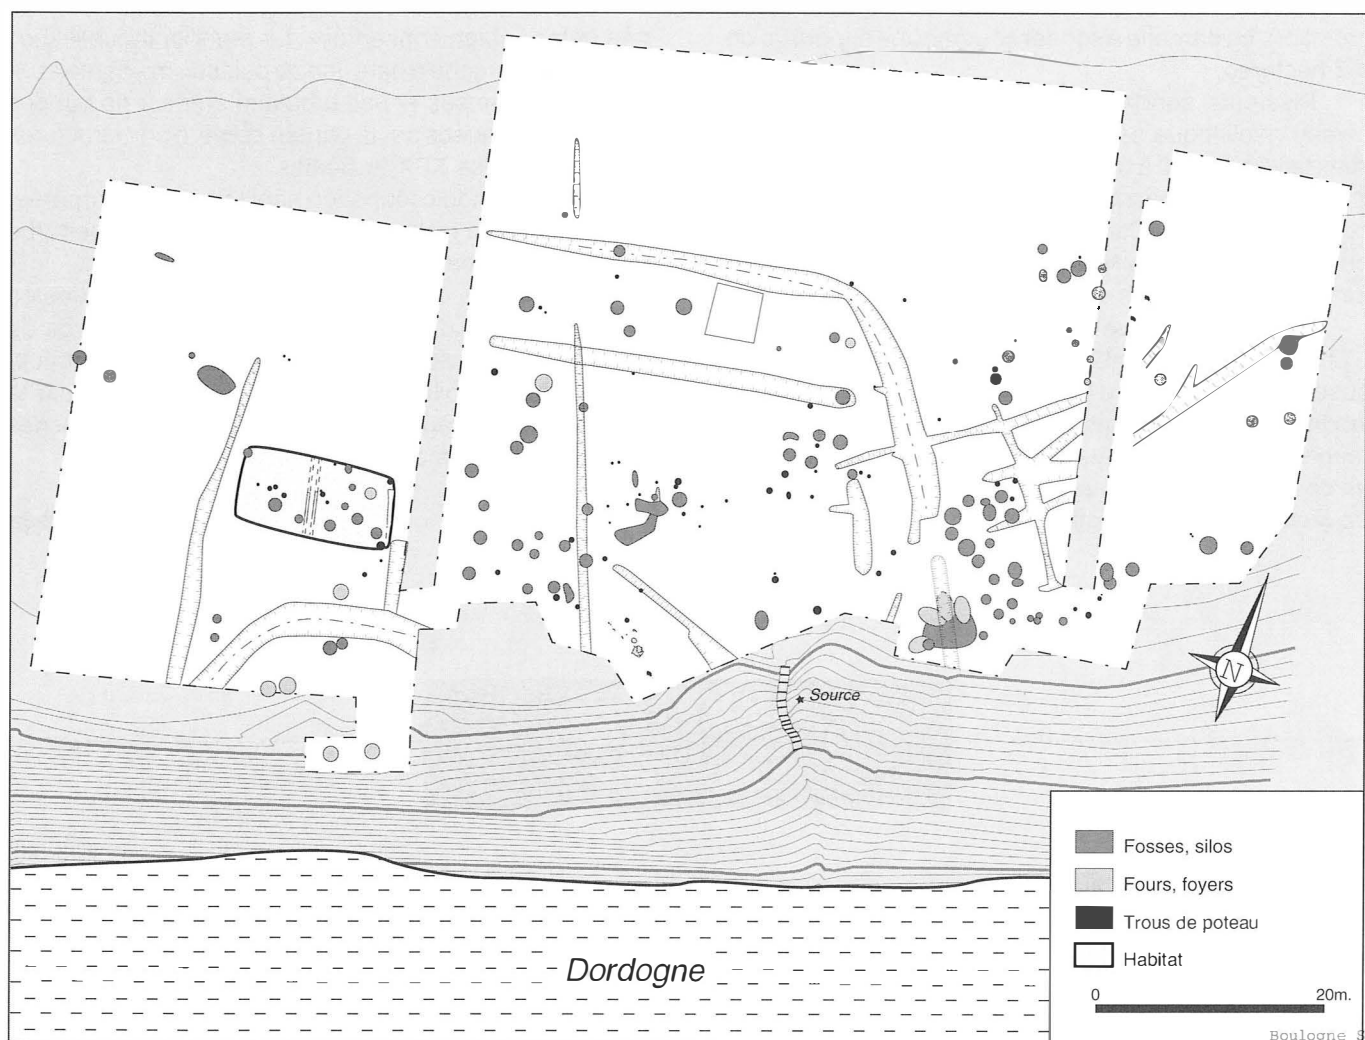 Source
N
Dordogne
Fosses, silos
Fours, foyers
Trous de poteau
Habitat
0 20m.
Boulogne S